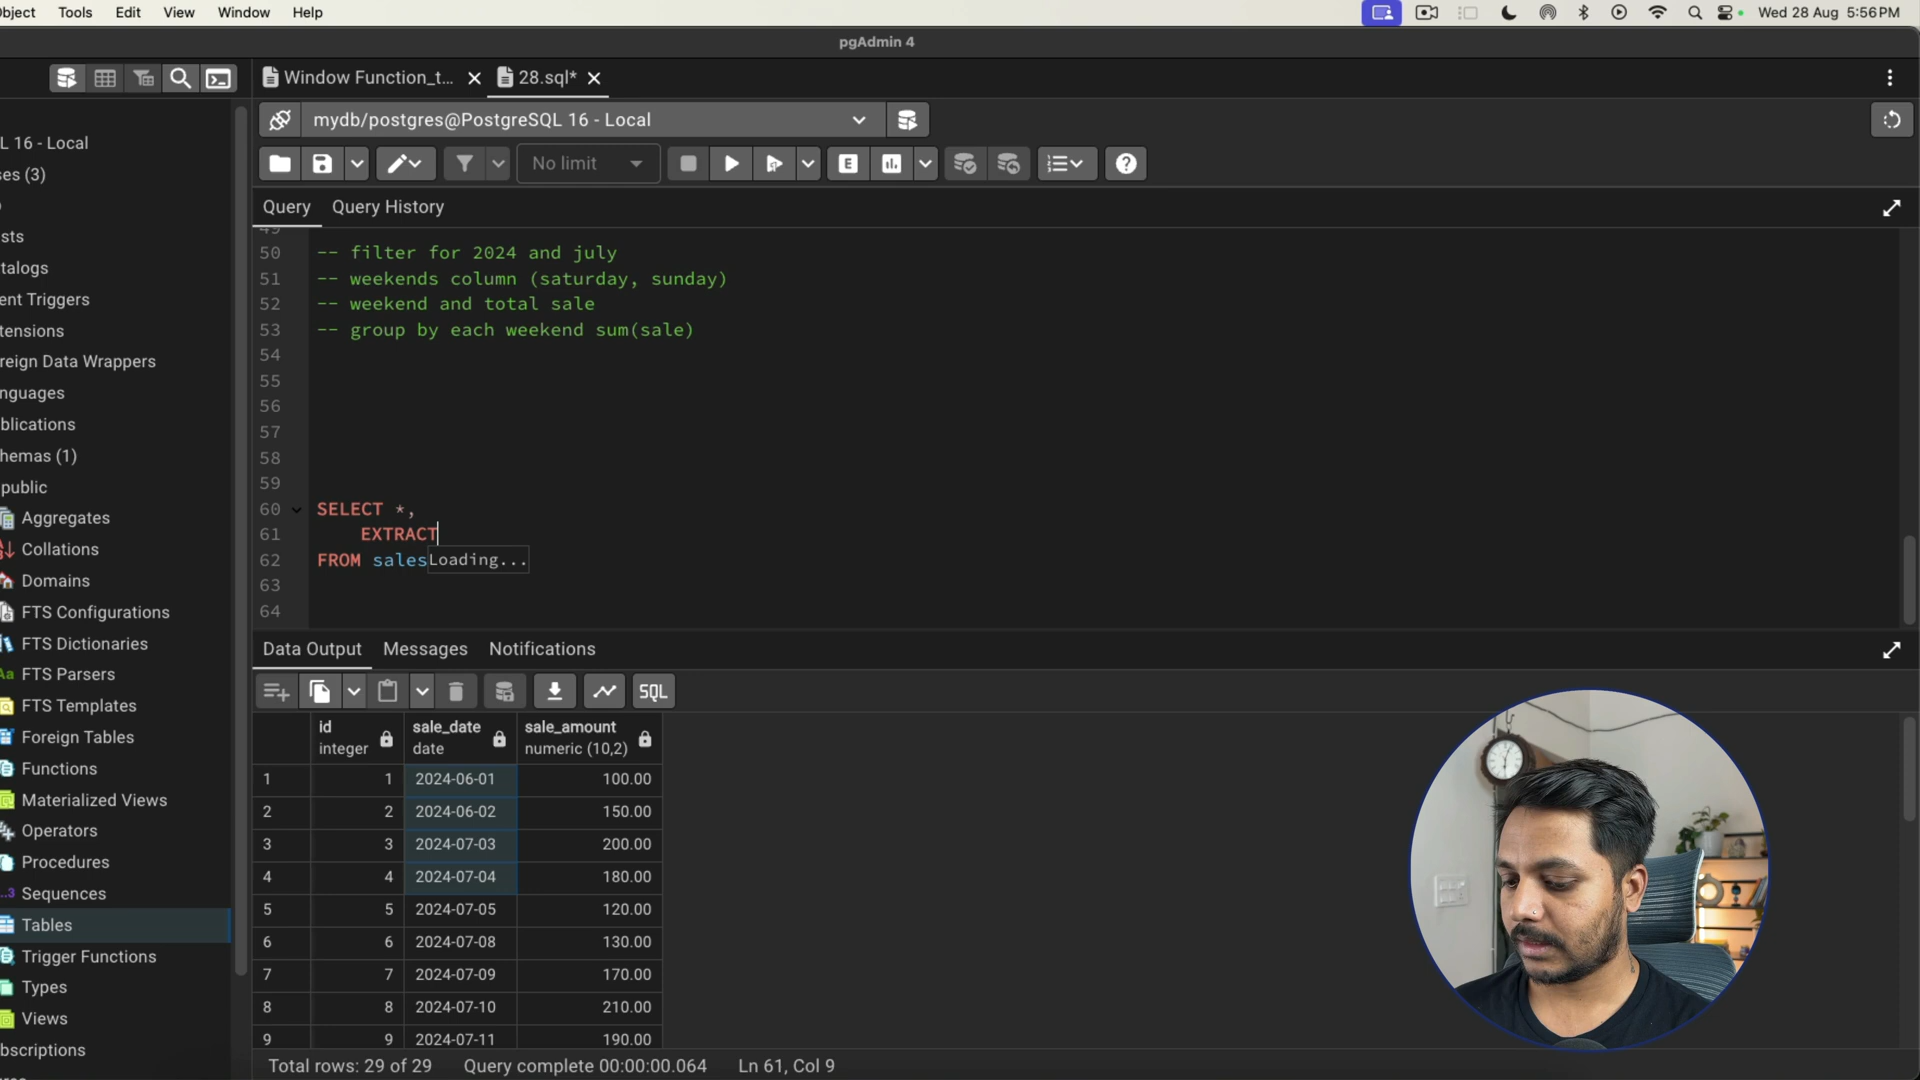 Object Tools Edit View Window Help Wed 28 Aug 5:56 PM
pgAdmin 4
Window Function_t... 28.sql*
mydb/postgres@PostgreSQL 16 - Local
No limit
Query Query History
49
50 -- filter for 2024 and july
51 -- weekends column (saturday, sunday)
52 -- weekend and total sale
53 -- group by each weekend sum(sale)
54
55
56
57
58
59
60 SELECT *,
61 EXTRACT
62 FROM sales Loading...
63
64
L 16 - Local
ses (3)
sts
talogs
ent Triggers
tensions
reign Data Wrappers
nguages
blications
hemas (1)
public
Aggregates
Collations
Domains
FTS Configurations
FTS Dictionaries
Aa FTS Parsers
FTS Templates
Foreign Tables
Functions
Materialized Views
Operators
Procedures
..3 Sequences
Tables
Trigger Functions
Types
Views
bscriptions
Data Output Messages Notifications
SQL
id integer sale_date date sale_amount numeric (10,2)
1 1 2024-06-01 100.00
2 2 2024-06-02 150.00
3 3 2024-07-03 200.00
4 4 2024-07-04 180.00
5 5 2024-07-05 120.00
6 6 2024-07-08 130.00
7 7 2024-07-09 170.00
8 8 2024-07-10 210.00
9 9 2024-07-11 190.00
Total rows: 29 of 29 Query complete 00:00:00.064 Ln 61, Col 9